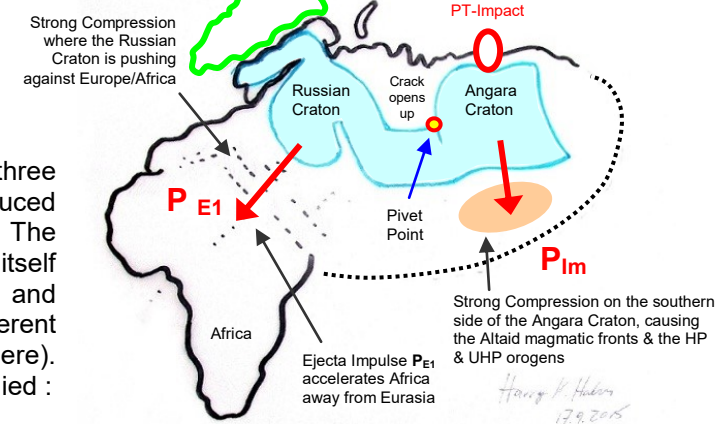 PT-Impact
Strong Compression
where the Russian
Craton is pushing
against Europe/Africa
Russian
Craton
Crack
opens
up
Angara
Craton
three
uced
The
itself
and
erent
ere).
ied :
P E1
Pivet
Point
PIm
Strong Compression on the southern
side of the Angara Craton, causing
the Altaid magmatic fronts & the HP
& UHP orogens
Africa
Ejecta Impulse PE1
accelerates Africa
away from Eurasia
Harry K. Hahn
17.9.2015